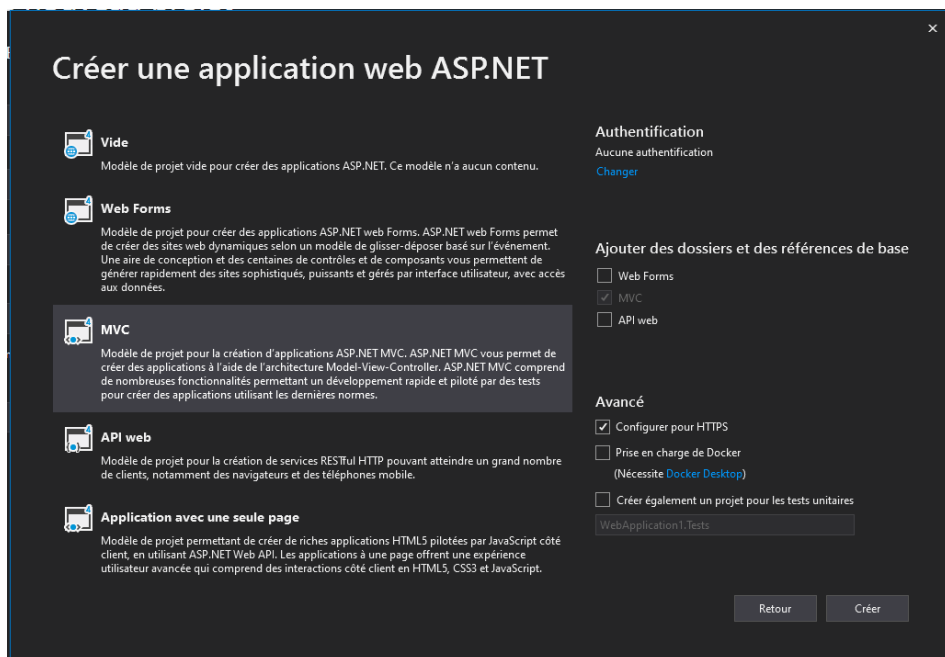 Créer une application web ASP.NET
Vide
Modèle de projet vide pour créer des applications ASP.NET. Ce modèle n'a aucun contenu.
Web Forms
Modèle de projet pour créer des applications ASP.NET web Forms. ASP.NET web Forms permet
de créer des sites web dynamiques selon un modèle de glisser-déposer basé sur l'événement.
Une aire de conception et des centaines de contrôles et de composants vous permettent de
générer rapidement des sites sophistiqués, puissants et gérés par interface utilisateur, avec accès
aux données.
MVC
Modèle de projet pour la création d'applications ASP.NET MVC. ASP.NET MVC vous permet de
créer des applications à l'aide de l'architecture Model-View-Controller. ASP.NET MVC comprend
de nombreuses fonctionnalités permettant un développement rapide et piloté par des tests
pour créer des applications utilisant les dernières normes.
API web
Modèle de projet pour la création de services RESTful HTTP pouvant atteindre un grand nombre
de clients, notamment des navigateurs et des téléphones mobile.
Application avec une seule page
Modèle de projet permettant de créer de riches applications HTML5 pilotées par JavaScript côté
client, en utilisant ASP.NET Web API. Les applications à une page offrent une expérience
utilisateur avancée qui comprend des interactions côté client en HTML5, CSS3 et JavaScript.
Authentification
Aucune authentification
Changer
Ajouter des dossiers et des références de base
Web Forms
MVC
API web
Avancé
Configurer pour HTTPS
Prise en charge de Docker
(Nécessite Docker Desktop)
Créer également un projet pour les tests unitaires
WebApplication1.Tests
Retour
Créer